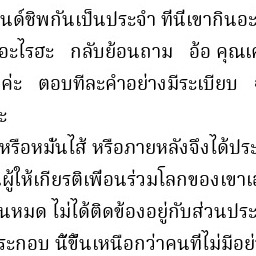 นด์ชิพกันเป็นประจำ ทีนี้เขากินอะ
อะไรฮะ กลับย้อนถาม อ้อ คุณเค
ค่ะ ตอบทีละคำอย่างมีระเบียบ
ะ
หรือหมั่นไส้ หรือภายหลังจึงได้ประ
ผู้ให้เกียรติเพื่อนร่วมโลกของเขาเส
นหมด ไม่ได้ติดข้องอยู่กับส่วนประ
ระกอบ นี่ขึ้นเหนือกว่าคนที่ไม่มีอย่